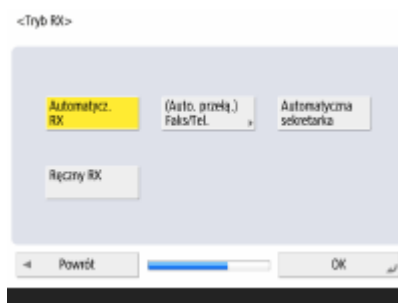 <Tryb RX>
Automatycz.
RX
(Auto. przełą.)
Faks/Tel.
Automatyczna
sekretarka
Ręczny RX
Powrót
OK